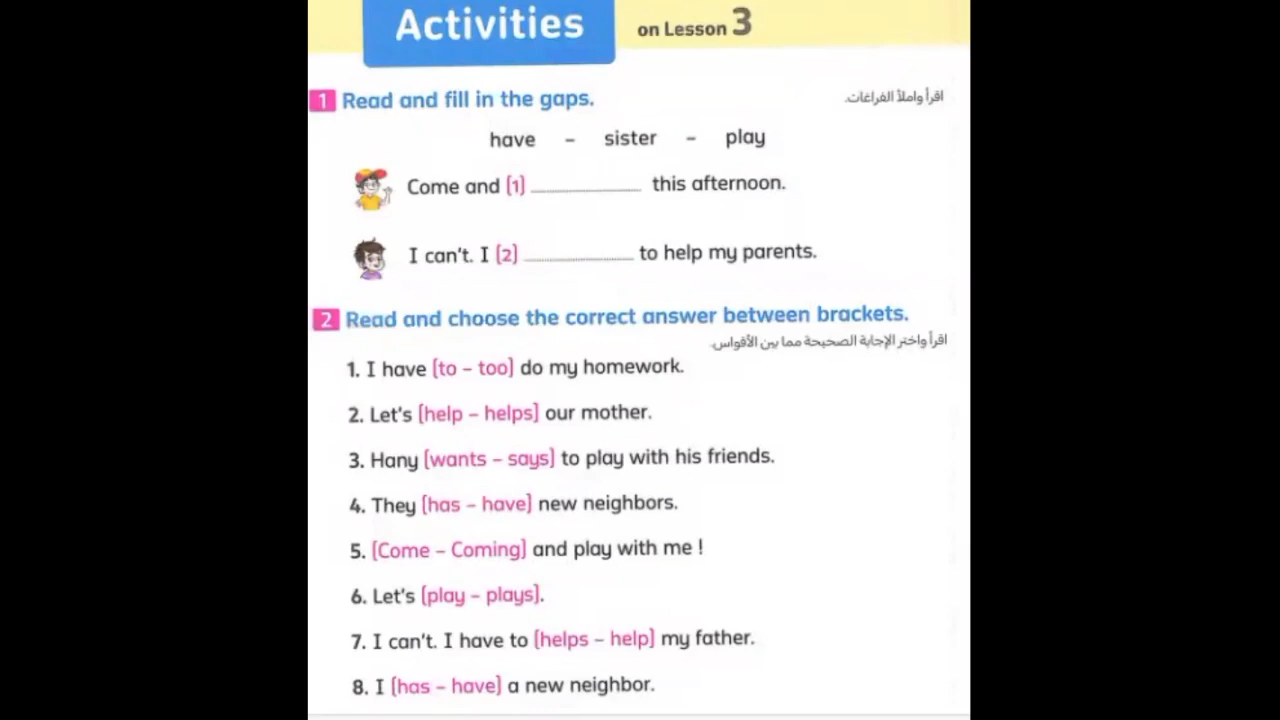 Activities on Lesson 3
1 Read and fill in the gaps. اقرأ واملأ الفراغات.
have - sister - play
Come and (1) .............. this afternoon.
I can't. I (2) .............. to help my parents.
2 Read and choose the correct answer between brackets.
اقرأ واختر الإجابة الصحيحة مما بين الأقواس.
1. I have (to - too) do my homework.
2. Let's (help - helps) our mother.
3. Hany (wants - says) to play with his friends.
4. They (has - have) new neighbors.
5. (Come - Coming) and play with me !
6. Let's (play - plays).
7. I can't. I have to (helps - help) my father.
8. I (has - have) a new neighbor.